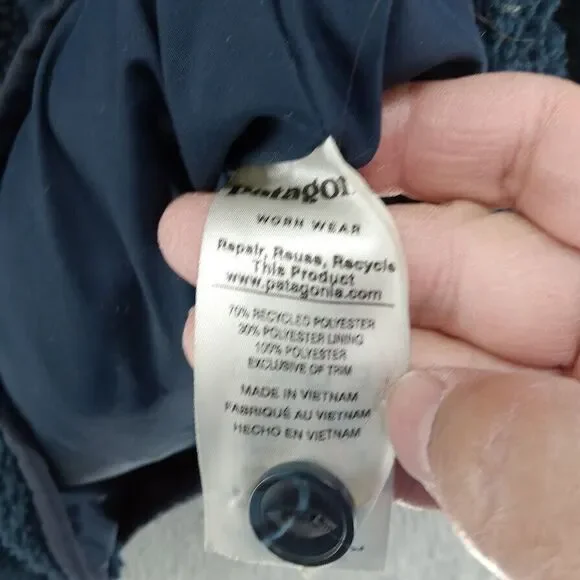 Patagoni
WORN WEAR
Repair, Reuse, Recycle
This Product
www.patagonia.com
70% RECYCLED POLYESTER
30% POLYESTER LINING
100% POLYESTER
EXCLUSIVE OF TRIM
MADE IN VIETNAM
FABRIQUÉ AU VIETNAM
HECHO EN VIETNAM